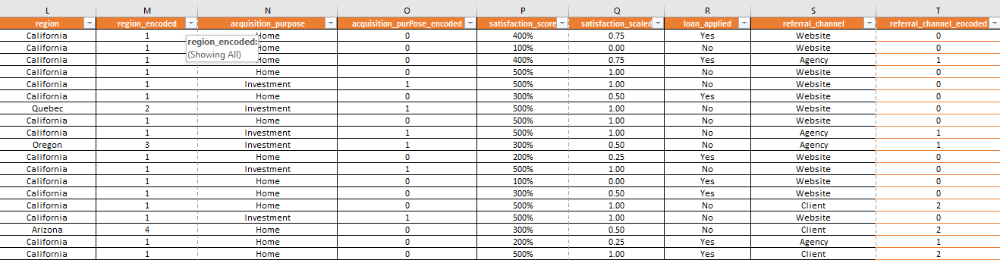 L M N O P Q R S T
region region_encoded acquisition_purpose acquisition_purPose_encoded satisfaction_score satisfaction_scaled loan_applied referral_channel referral_channel_encoded
California 1 Home 0 400% 0.75 Yes Website 0
California 1 Home 0 100% 0.00 No Website 0
California 1 Home 0 400% 0.75 Yes Agency 1
California 1 Home 0 500% 1.00 No Website 0
California 1 Investment 1 500% 1.00 No Website 0
California 1 Home 0 300% 0.50 Yes Website 0
Quebec 2 Investment 1 500% 1.00 No Website 0
California 1 Home 0 500% 1.00 No Website 0
California 1 Investment 1 500% 1.00 No Agency 1
Oregon 3 Investment 1 300% 0.50 No Agency 1
California 1 Home 0 200% 0.25 Yes Website 0
California 1 Investment 1 500% 1.00 No Website 0
California 1 Home 0 100% 0.00 Yes Website 0
California 1 Home 0 300% 0.50 Yes Website 0
California 1 Home 0 500% 1.00 No Client 2
California 1 Investment 1 500% 1.00 No Website 0
Arizona 4 Home 0 300% 0.50 No Client 2
California 1 Home 0 200% 0.25 Yes Agency 1
California 1 Home 0 500% 1.00 Yes Client 2
region_encoded:
(Showing All)